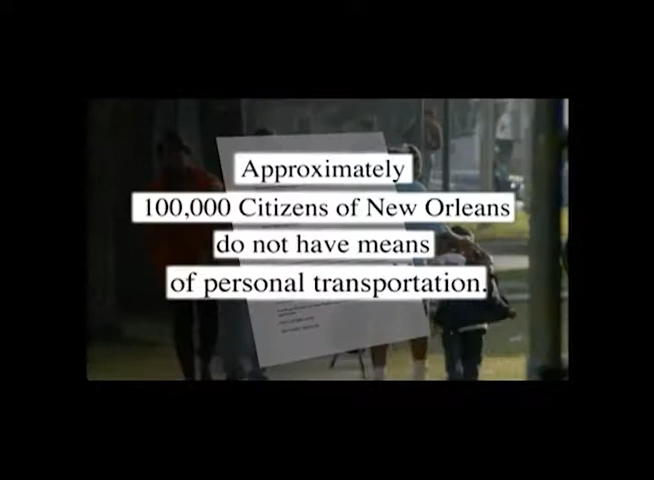 Approximately
100,000 Citizens of New Orleans
do not have means
of personal transportation.